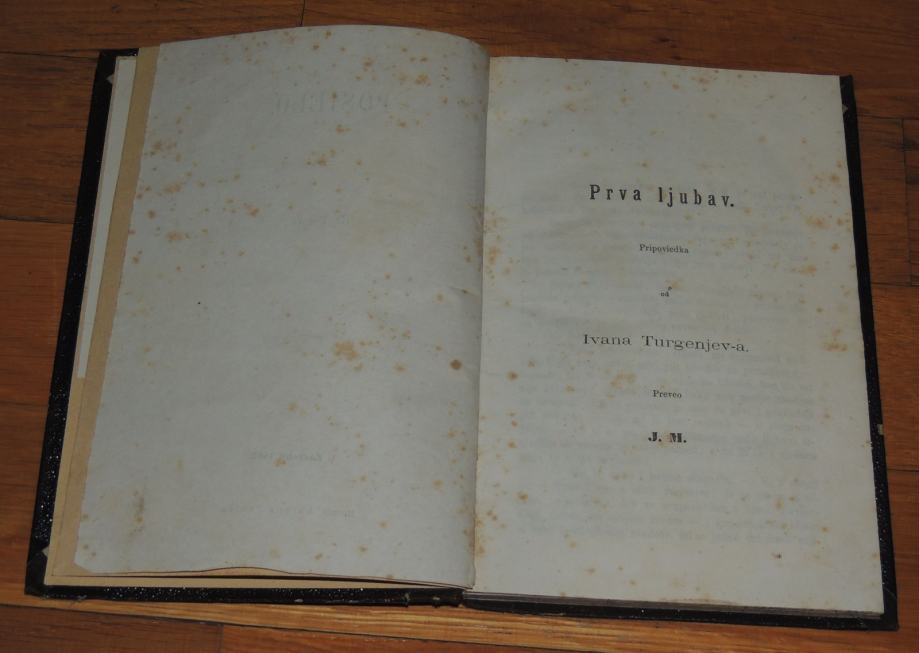 Prva ljubav.
Pripoviedka
od
Ivana Turgenjev-a.
Preveo
J. M.